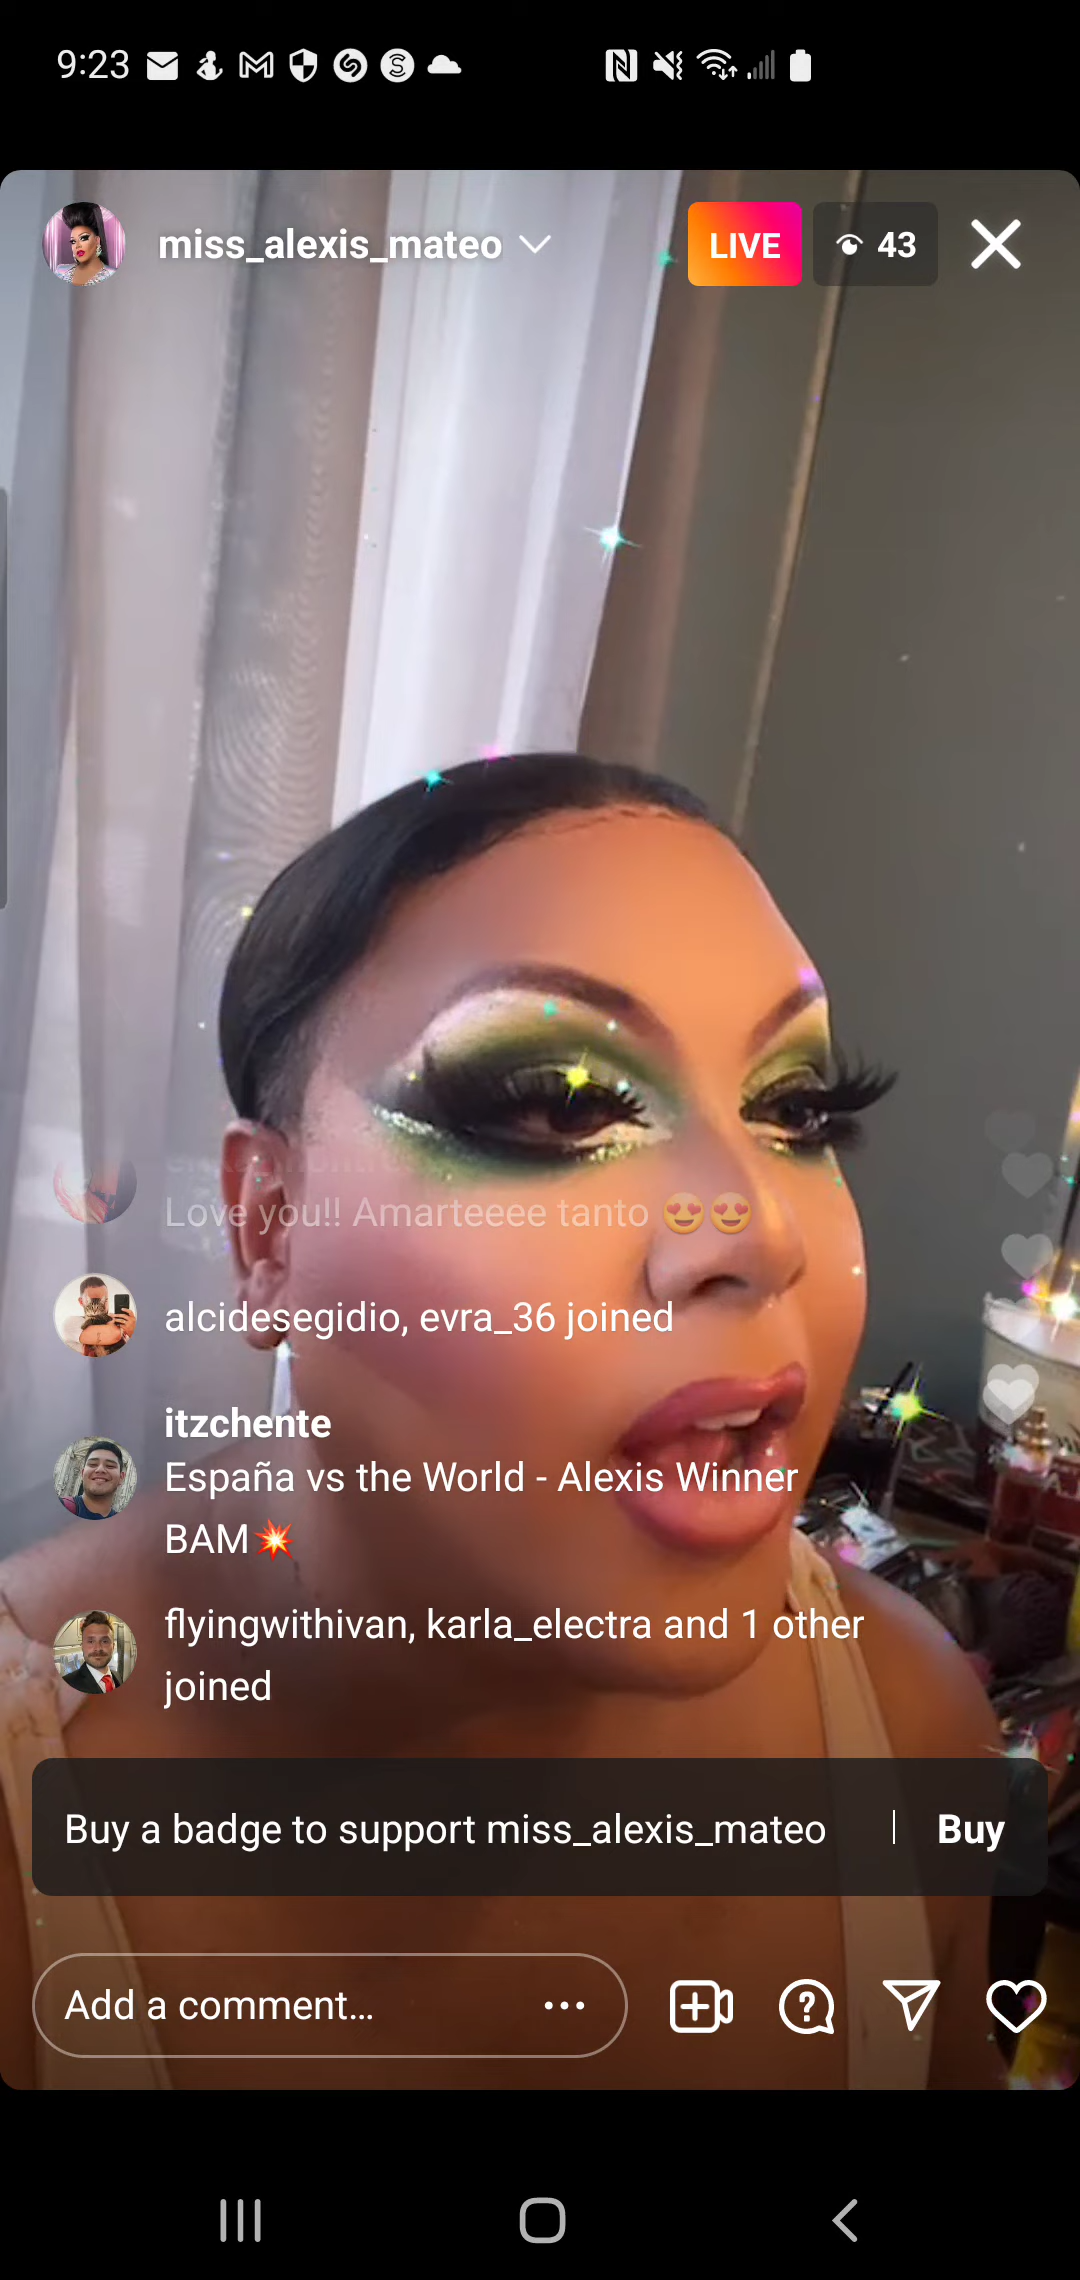 9:23
miss_alexis_mateo
LIVE
43
Love you!! Amarteeee tanto 😍😍
alcidesegidio, evra_36 joined
itzchente
España vs the World - Alexis Winner
BAM💥
flyingwithivan, karla_electra and 1 other
joined
Buy a badge to support miss_alexis_mateo | Buy
Add a comment...